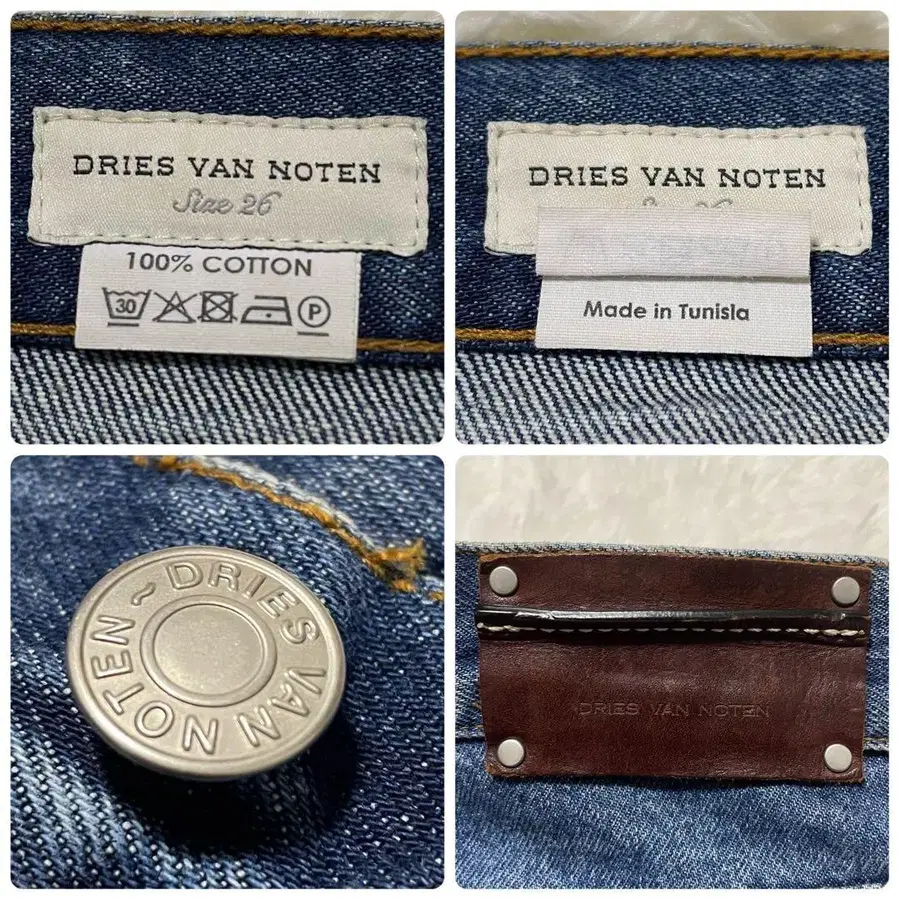 DRIES VAN NOTEN
Size 26
100% COTTON
30
P
DRIES VAN NOTEN
Made in Tunisia
~ DRIES VAN NOTEN
DRIES VAN NOTEN